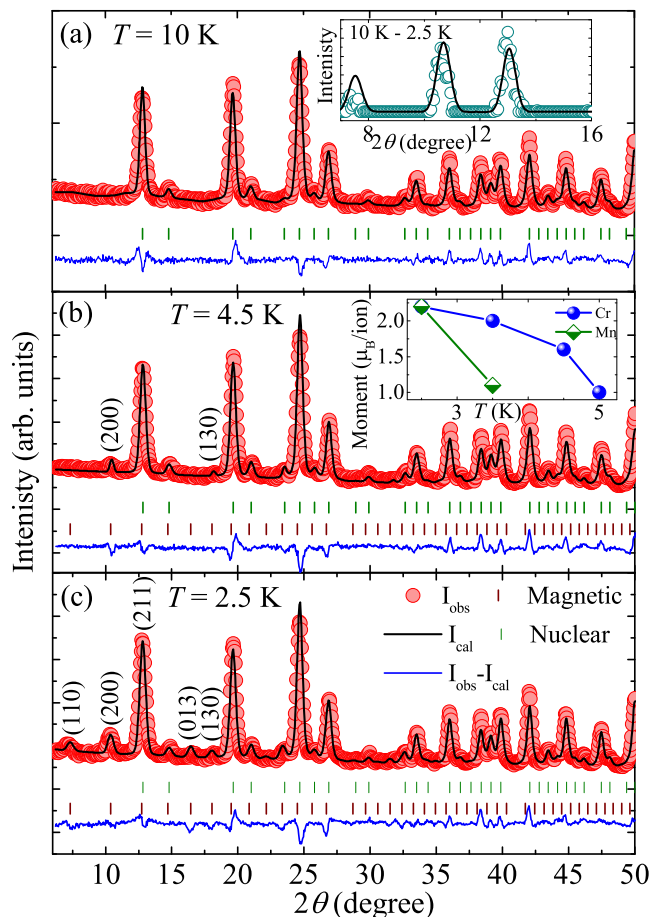 (a)
T = 10 K
10 K - 2.5 K
Intenisty
8 12 16
2θ (degree)
(b)
T = 4.5 K
(200)
(130)
Moment (μB/ion)
2.0
1.5
1.0
3 T (K) 5
Cr
Mn
Intenisty (arb. units)
(c)
T = 2.5 K
(110)
(200)
(211)
(013)
(130)
Iobs
Magnetic
Ical
Nuclear
Iobs-Ical
10 15 20 25 30 35 40 45 50
2θ (degree)